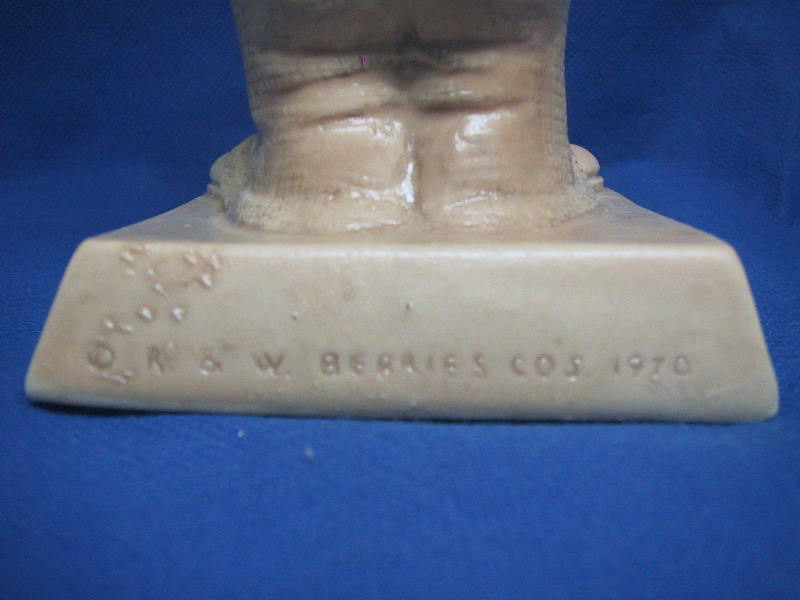 © R. & W. BERRIES COS. 1970